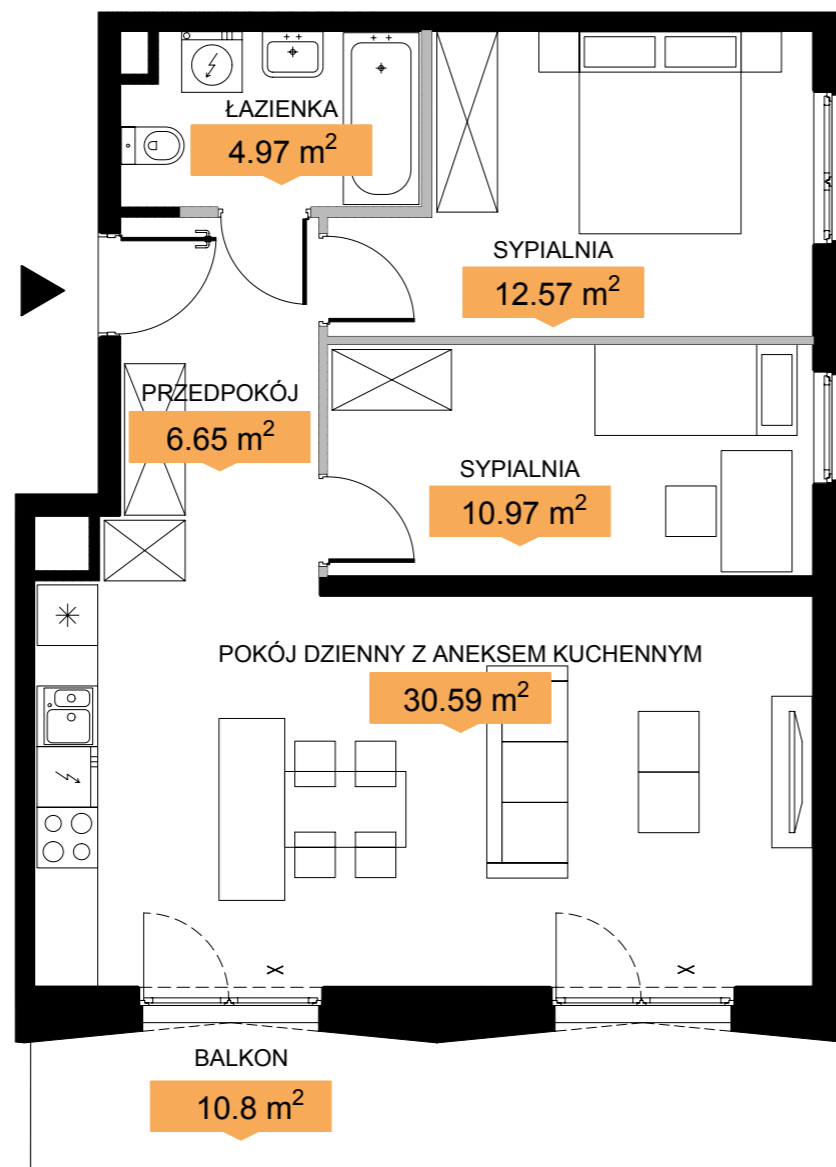 ŁAZIENKA
4.97 m²
SYPIALNIA
12.57 m²
PRZEDPOKÓJ
6.65 m²
SYPIALNIA
10.97 m²
POKÓJ DZIENNY Z ANEKSEM KUCHENNYM
30.59 m²
BALKON
10.8 m²